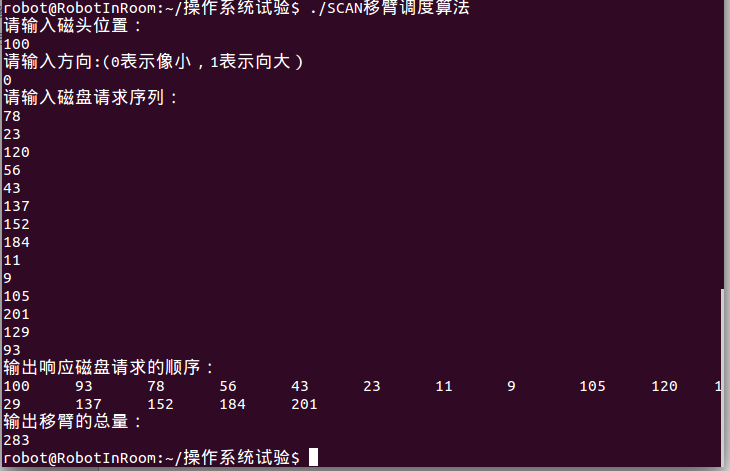 robot@RobotInRoom:~/操作系统试验$ ./SCAN移臂调度算法
请输入磁头位置：
100
请输入方向:(0表示像小，1表示向大)
0
请输入磁盘请求序列：
78
23
120
56
43
137
152
184
11
9
105
201
129
93
输出响应磁盘请求的顺序：
100 93 78 56 43 23 11 9 105 120 1
29 137 152 184 201
输出移臂的总量：
283
robot@RobotInRoom:~/操作系统试验$